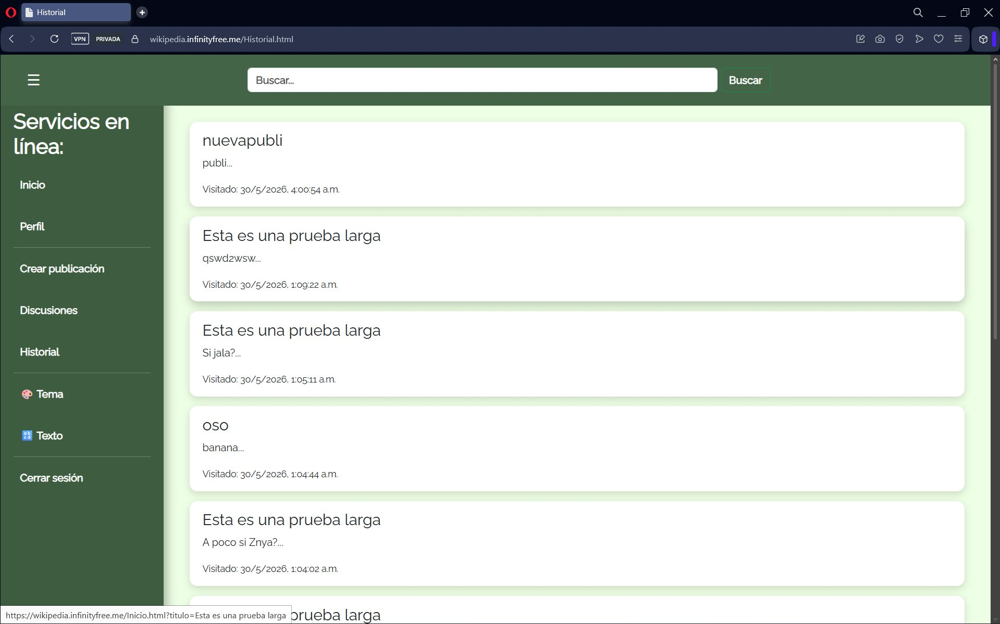 Historial
VPN
PRIVADA
wikipedia.infinityfree.me/Historial.html
Buscar...
Buscar
Servicios en
línea:
Inicio
Perfil
Crear publicación
Discusiones
Historial
Tema
abcd Texto
Cerrar sesión
nuevapubli
publi...
Visitado: 30/5/2026, 4:00:54 a.m.
Esta es una prueba larga
qswd2wsw...
Visitado: 30/5/2026, 1:09:22 a.m.
Esta es una prueba larga
Si jala?...
Visitado: 30/5/2026, 1:05:11 a.m.
oso
banana...
Visitado: 30/5/2026, 1:04:44 a.m.
Esta es una prueba larga
A poco si Znya?...
Visitado: 30/5/2026, 1:04:02 a.m.
prueba larga
https://wikipedia.infinityfree.me/Inicio.html?titulo=Esta es una prueba larga